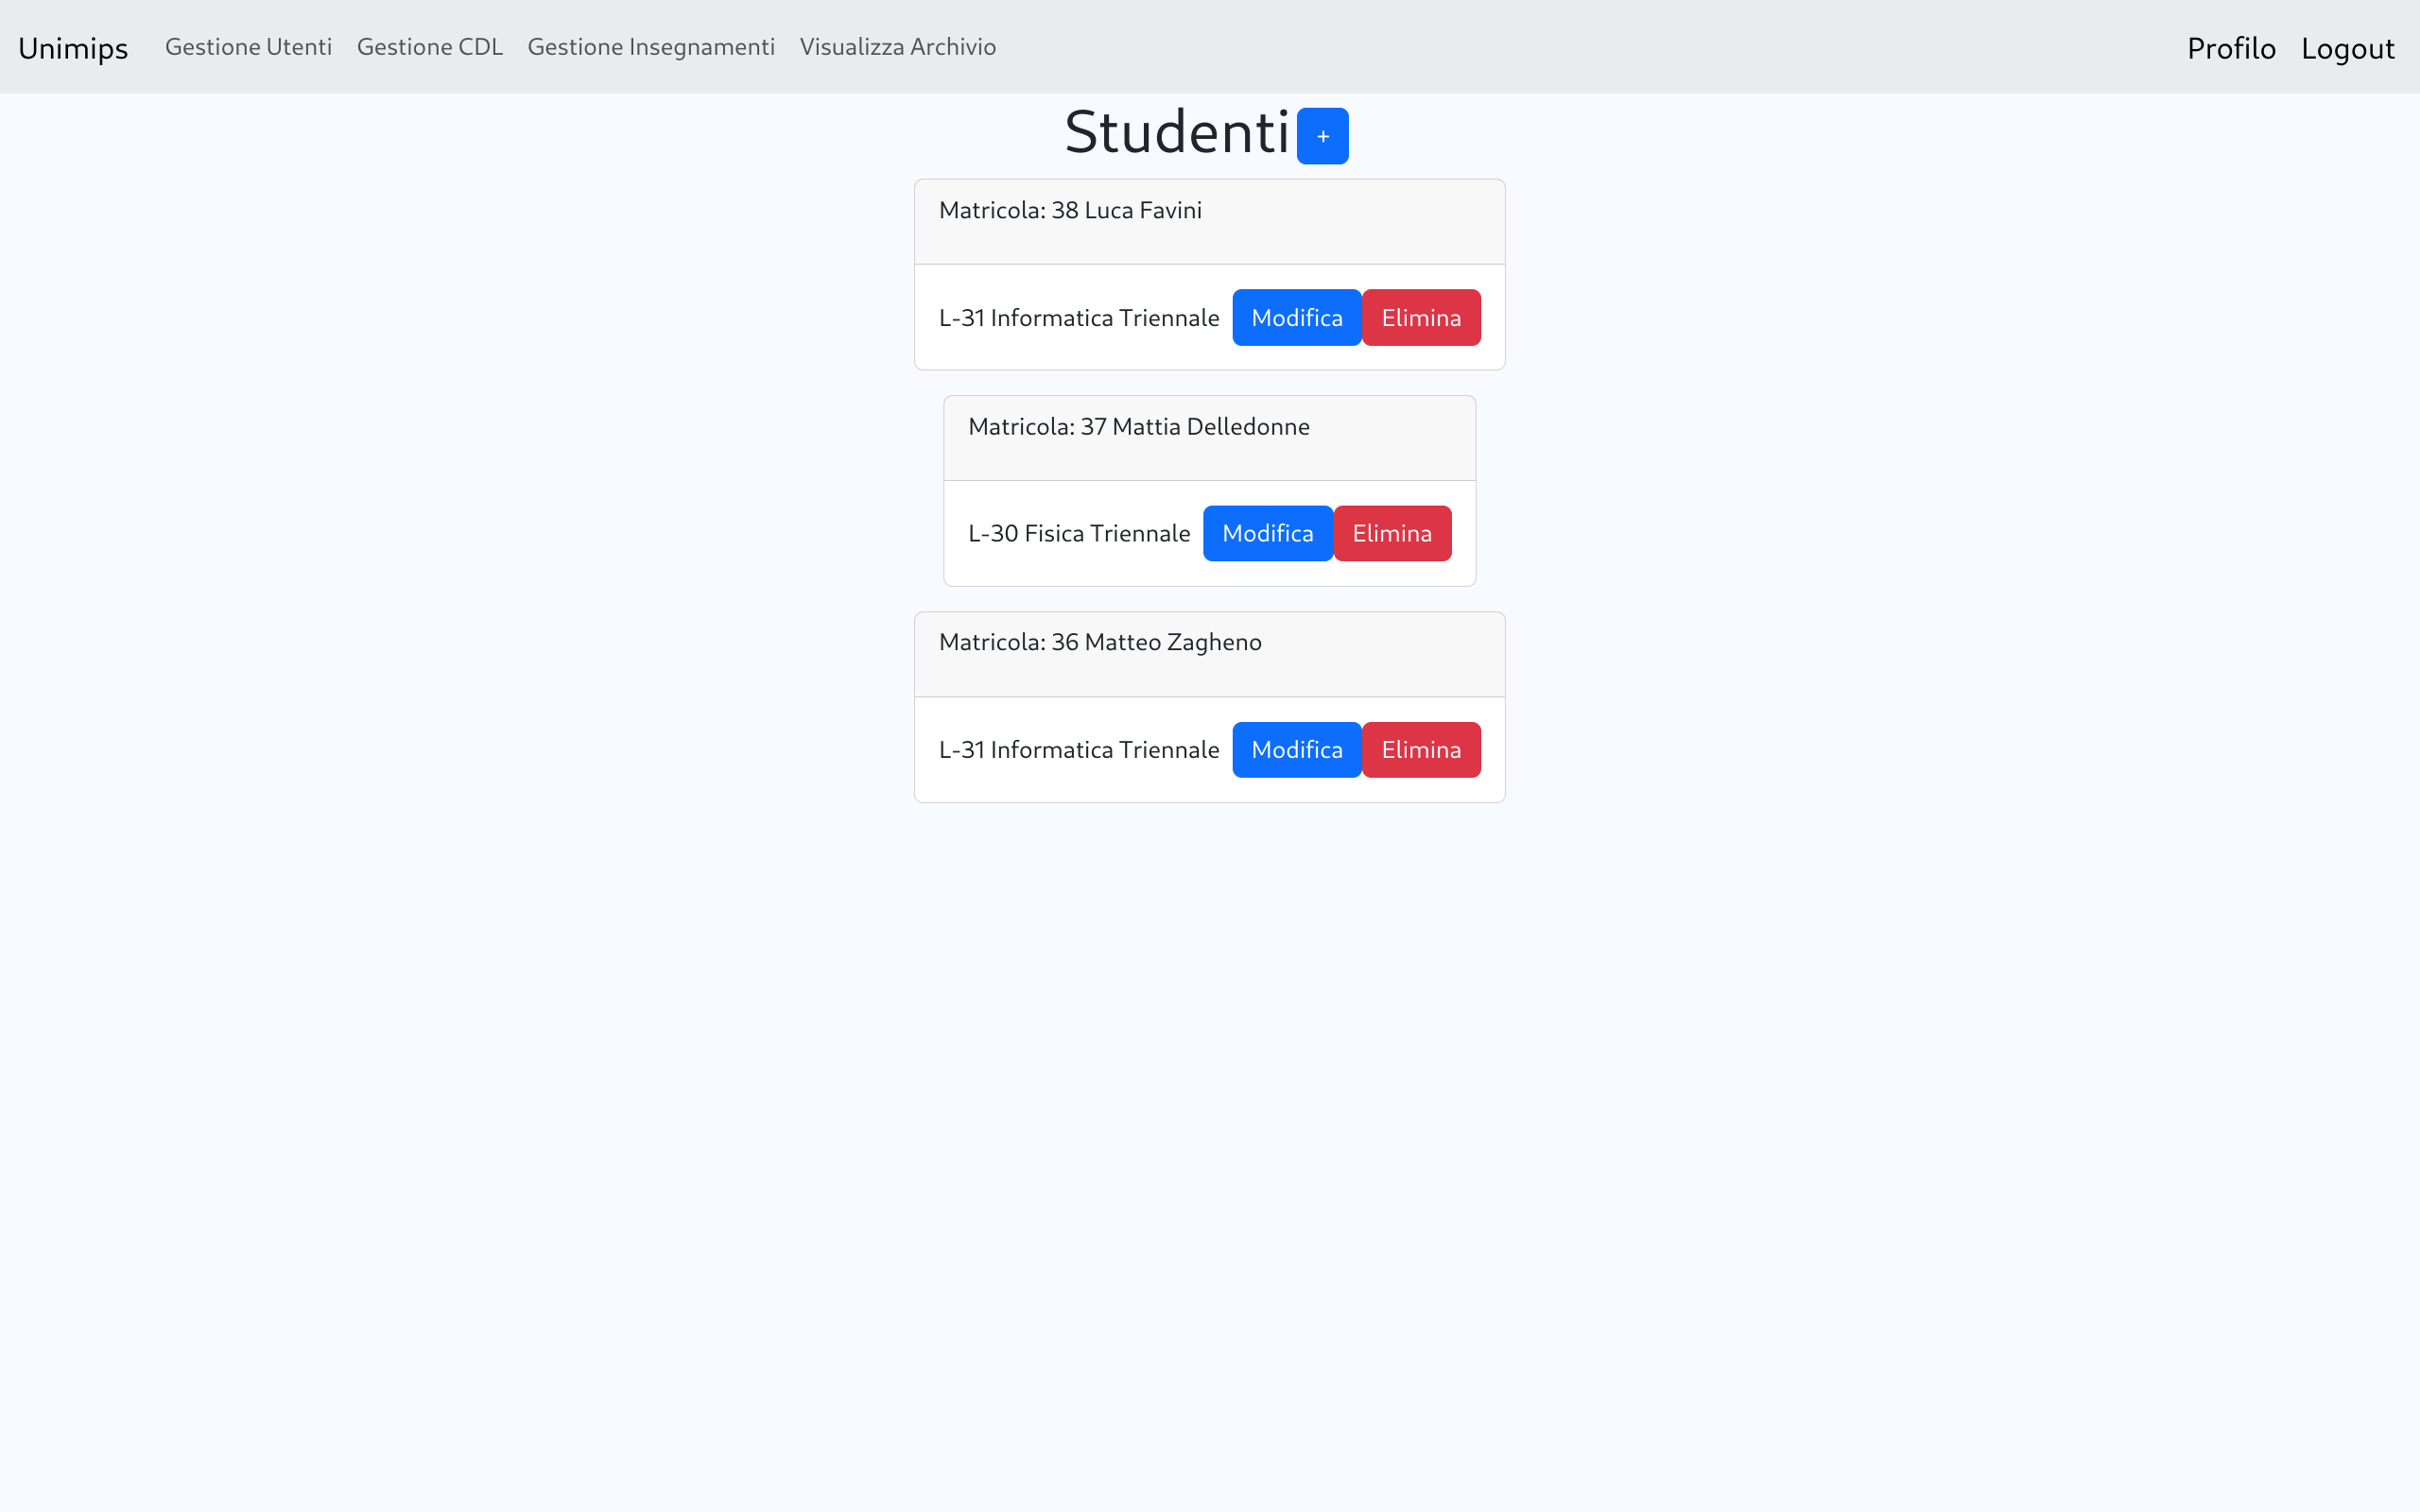 Unimips Gestione Utenti Gestione CDL Gestione Insegnamenti Visualizza Archivio Profilo Logout
Studenti +
Matricola: 38 Luca Favini
L-31 Informatica Triennale Modifica Elimina
Matricola: 37 Mattia Delledonne
L-30 Fisica Triennale Modifica Elimina
Matricola: 36 Matteo Zagheno
L-31 Informatica Triennale Modifica Elimina